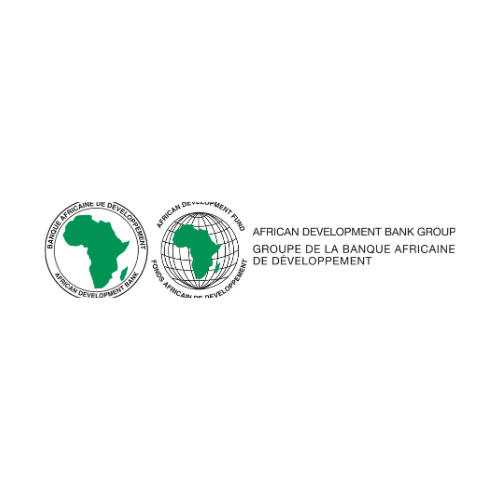 BANQUE AFRICAINE DE DEVELOPPEMENT
AFRICAN DEVELOPMENT BANK
AFRICAN DEVELOPMENT FUND
FONDS AFRICAIN DE DEVELOPPEMENT
AFRICAN DEVELOPMENT BANK GROUP
GROUPE DE LA BANQUE AFRICAINE
DE DÉVELOPPEMENT